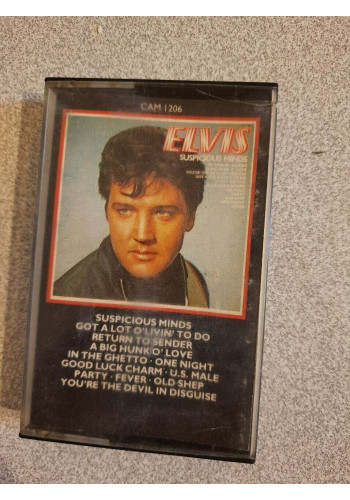 CAM 1206
ELVIS
SUSPICIOUS MINDS
SUSPICIOUS MINDS
GOT A LOT O'LIVIN' TO DO
RETURN TO SENDER
A BIG HUNK O' LOVE
IN THE GHETTO · ONE NIGHT
GOOD LUCK CHARM · U.S. MALE
PARTY · FEVER · OLD SHEP
YOU'RE THE DEVIL IN DISGUISE